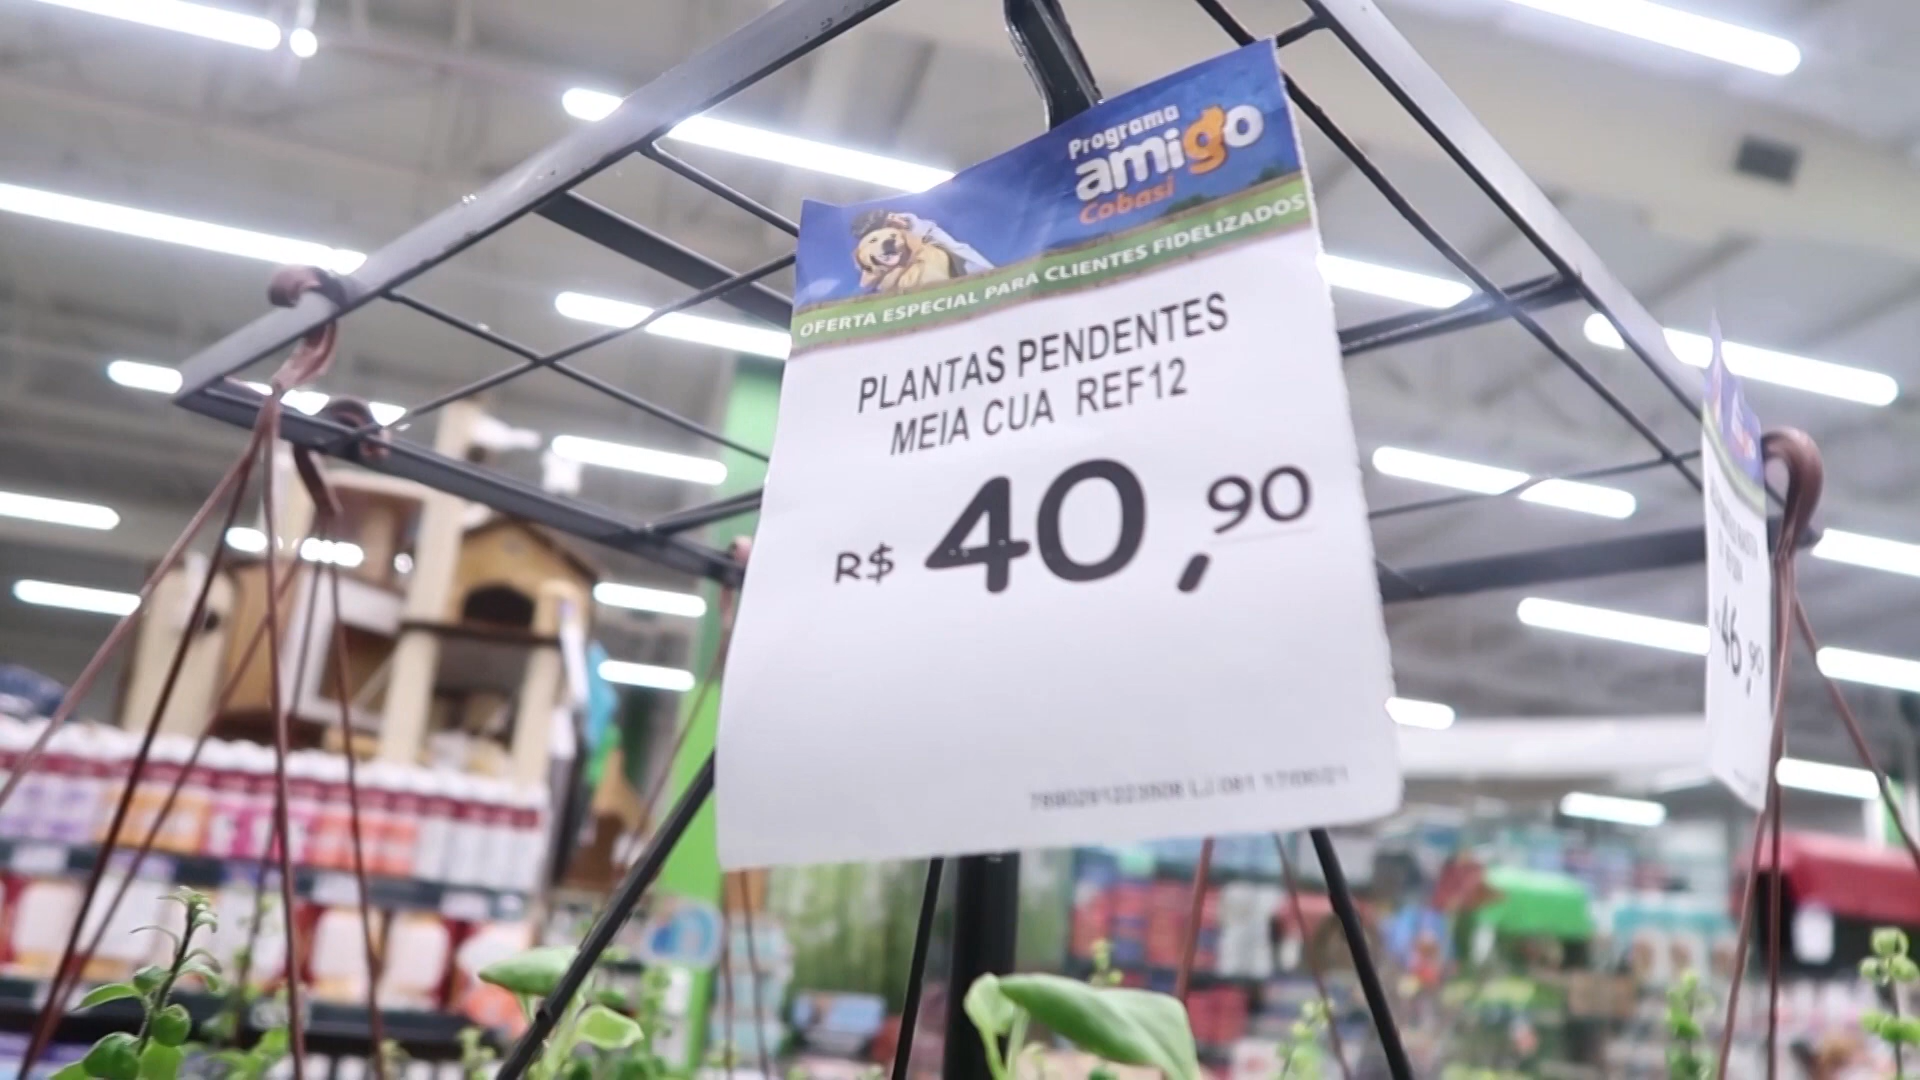 Programa
amigo
Cobasi
OFERTA ESPECIAL PARA CLIENTES FIDELIZADOS
PLANTAS PENDENTES
MEIA CUA REF12
R$ 40,90
46,90